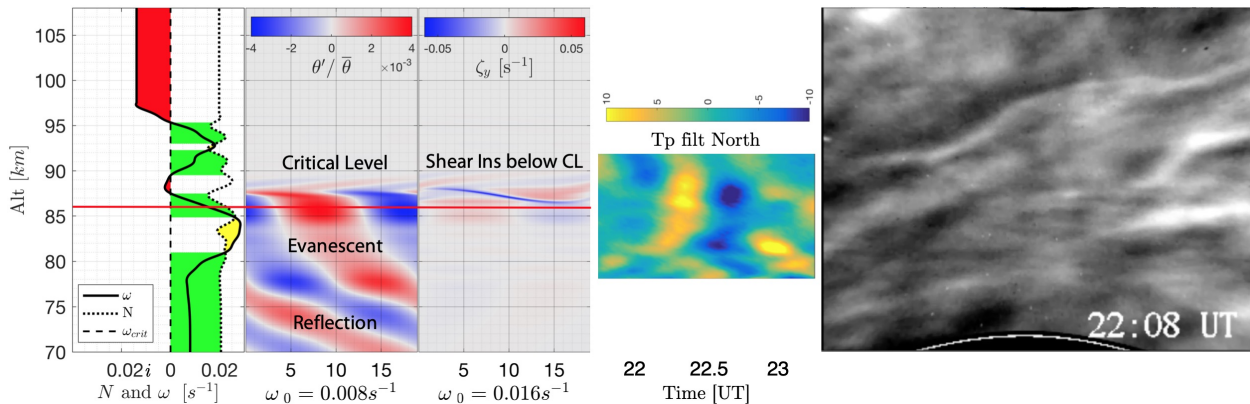 105
100
95
90
85
80
75
70
Alt [km]
ω
N
ω_crit
0.02i 0 0.02
N and ω [s⁻¹]
-4 0 4
θ′/ θ̅ ×10⁻³
Critical Level
Evanescent
Reflection
5 10 15
ω₀ = 0.008s⁻¹
-0.05 0 0.05
ζ_y [s⁻¹]
Shear Ins below CL
5 10 15
ω₀ = 0.016s⁻¹
10 5 0 -5 -10
Tp filt North
22 22.5 23
Time [UT]
22:08 UT